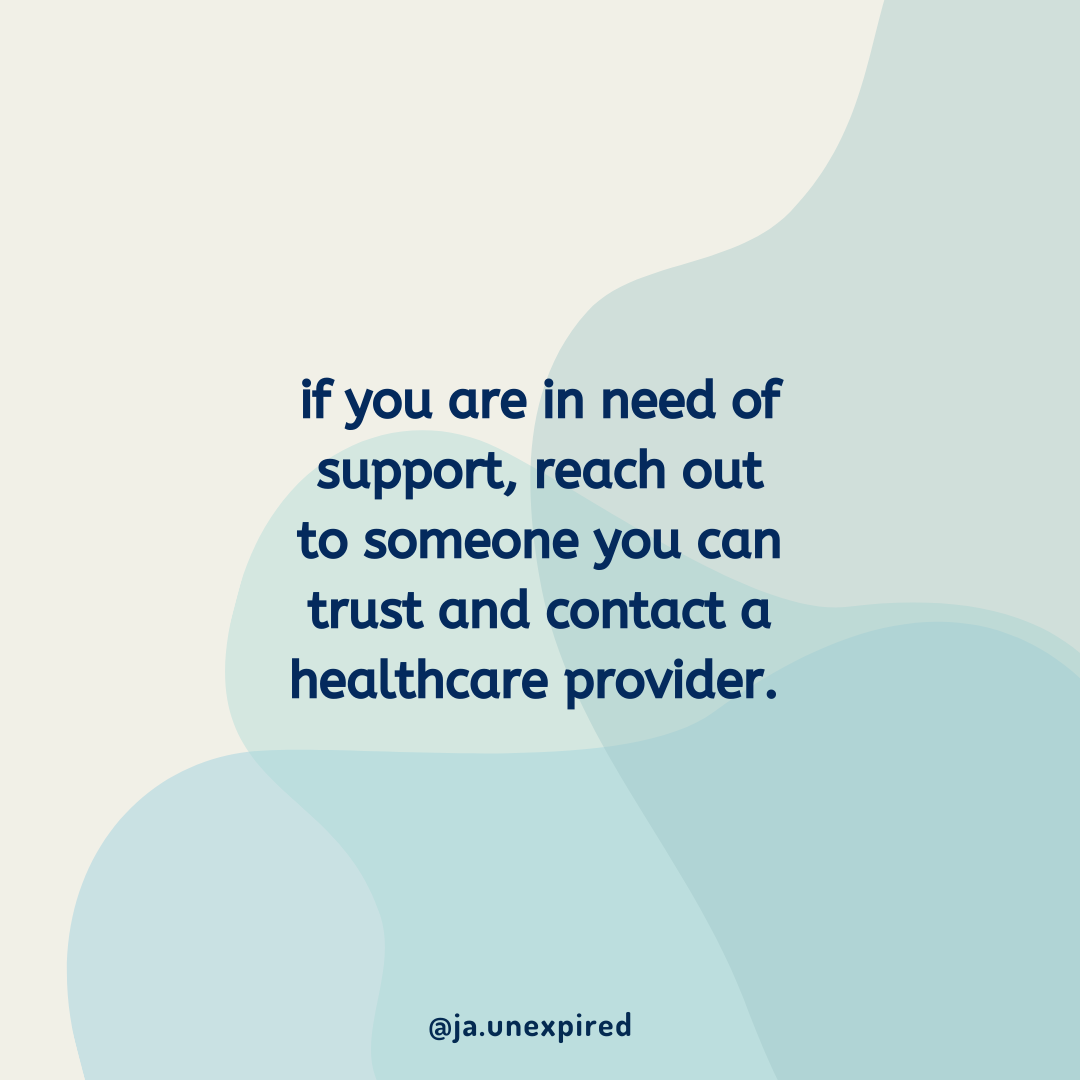 if you are in need of
support, reach out
to someone you can
trust and contact a
healthcare provider.
@ja.unexpired